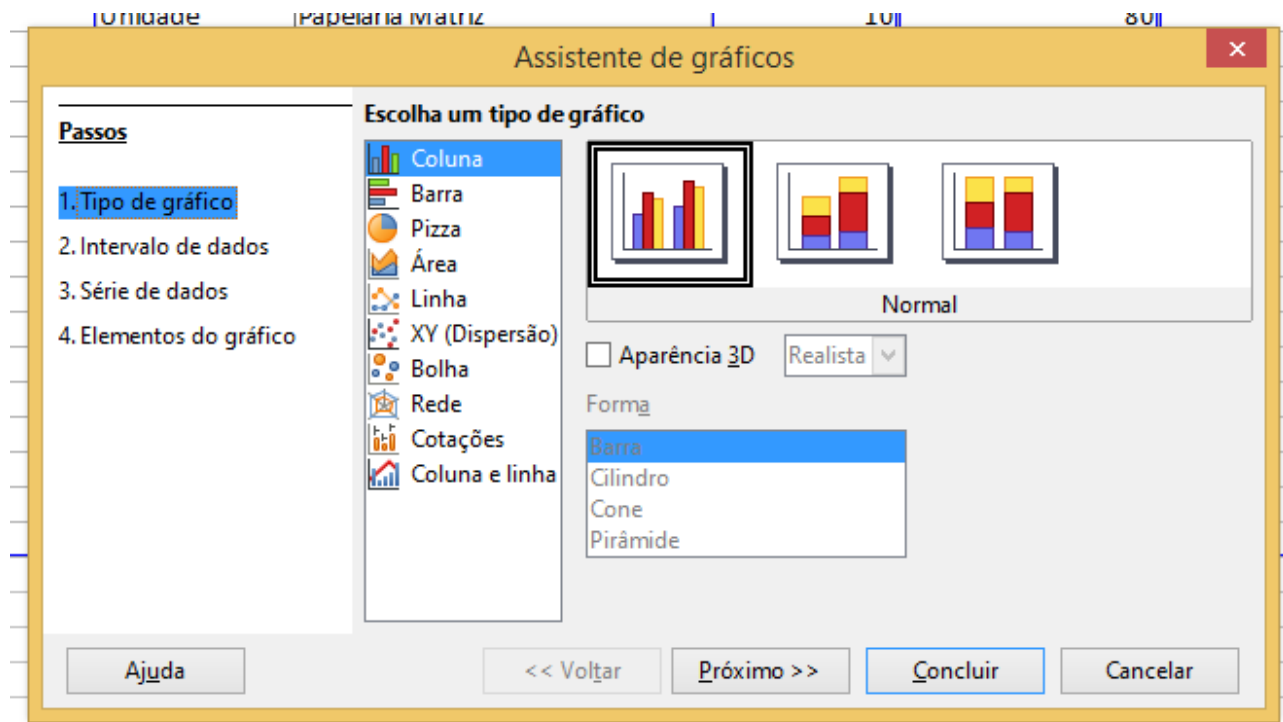 Unidade Papelaria Matriz 10 80
Assistente de gráficos
Passos
1. Tipo de gráfico
2. Intervalo de dados
3. Série de dados
4. Elementos do gráfico
Escolha um tipo de gráfico
Coluna
Barra
Pizza
Área
Linha
XY (Dispersão)
Bolha
Rede
Cotações
Coluna e linha
Normal
Aparência 3D Realista
Forma
Barra
Cilindro
Cone
Pirâmide
Ajuda << Voltar Próximo >> Concluir Cancelar